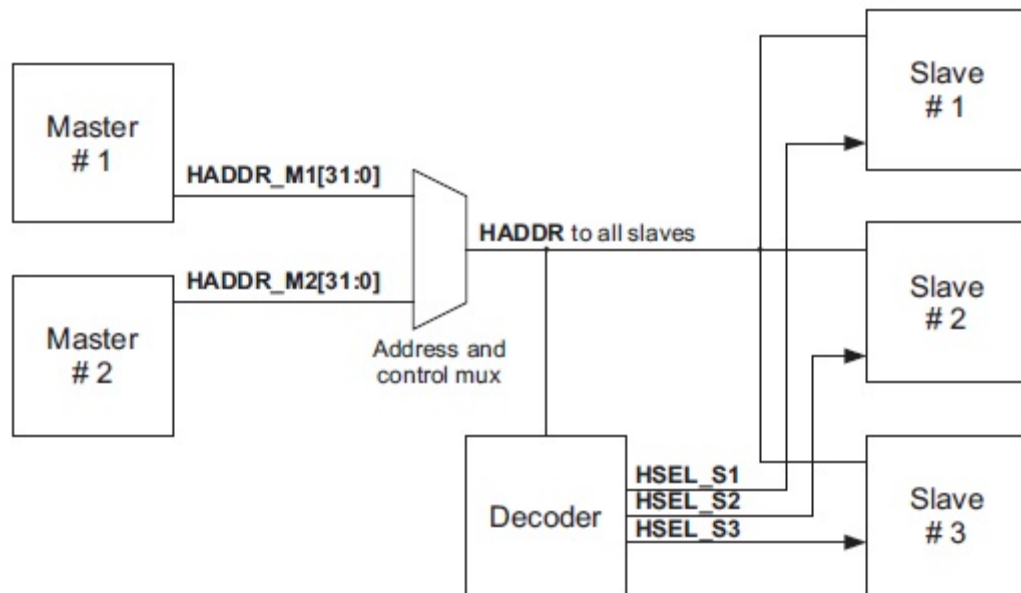 Master
# 1
HADDR_M1[31:0]
Master
# 2
HADDR_M2[31:0]
Address and
control mux
HADDR to all slaves
Decoder
HSEL_S1
HSEL_S2
HSEL_S3
Slave
# 1
Slave
# 2
Slave
# 3